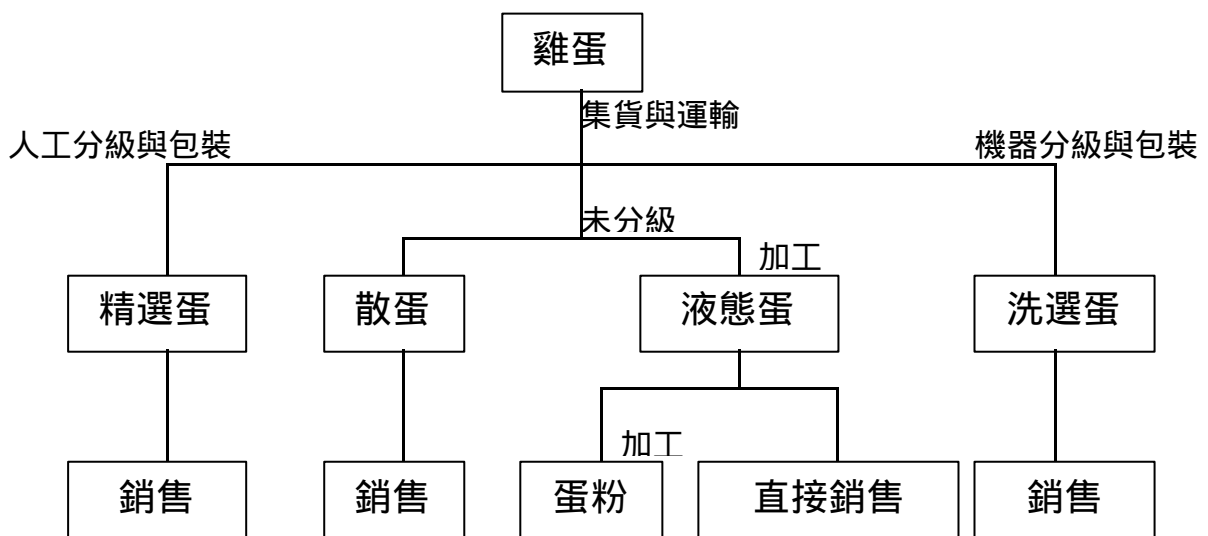 雞蛋
集貨與運輸
人工分級與包裝
機器分級與包裝
未分級
加工
精選蛋
散蛋
液態蛋
洗選蛋
加工
銷售
銷售
蛋粉
直接銷售
銷售